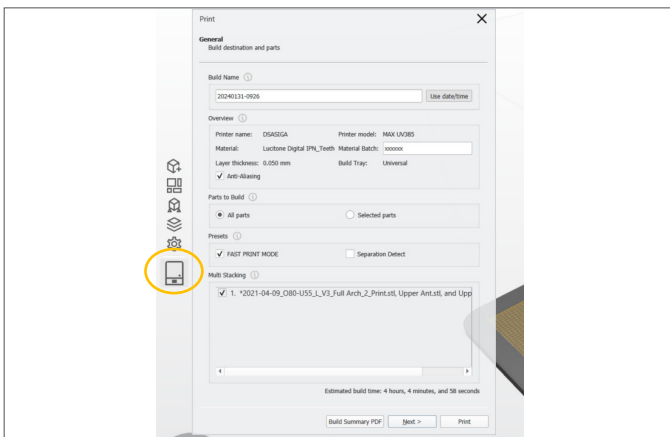 Print
General
Build destination and parts
Build Name
20240131-0926 Use date/time
Overview
Printer name: DSASIGA Printer model: MAX UV385
Material: Lucitone Digital IPN_Teeth Material Batch: xxxxxx
Layer thickness: 0.050 mm Build Tray: Universal
Anti-Aliasing
Parts to Build
All parts Selected parts
Presets
FAST PRINT MODE Separation Detect
Multi Stacking
1. *2021-04-09_O80-U55_L_V3_Full Arch_2_Print.stl, Upper Ant.stl, and Upp
Estimated build time: 4 hours, 4 minutes, and 58 seconds
Build Summary PDF Next > Print